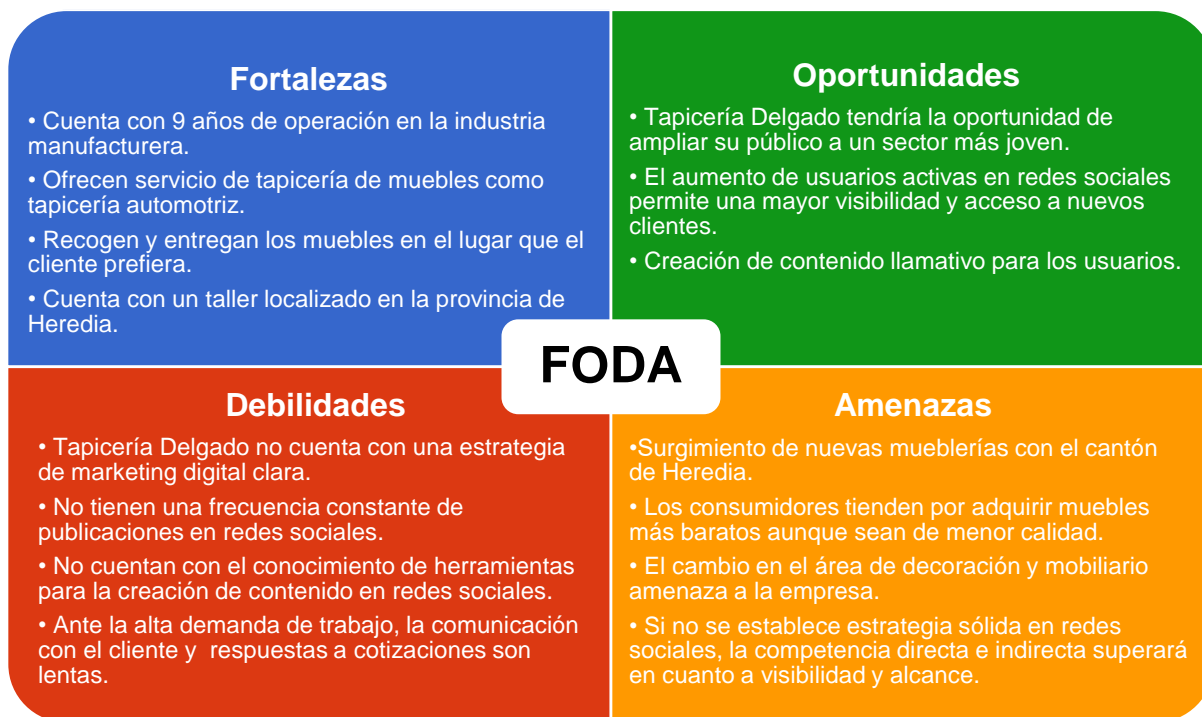 Fortalezas
• Cuenta con 9 años de operación en la industria
manufacturera.
• Ofrecen servicio de tapicería de muebles como
tapicería automotriz.
• Recogen y entregan los muebles en el lugar que el
cliente prefiera.
• Cuenta con un taller localizado en la provincia de
Heredia.
Oportunidades
• Tapicería Delgado tendría la oportunidad de
ampliar su público a un sector más joven.
• El aumento de usuarios activas en redes sociales
permite una mayor visibilidad y acceso a nuevos
clientes.
• Creación de contenido llamativo para los usuarios.
FODA
Debilidades
• Tapicería Delgado no cuenta con una estrategia
de marketing digital clara.
• No tienen una frecuencia constante de
publicaciones en redes sociales.
• No cuentan con el conocimiento de herramientas
para la creación de contenido en redes sociales.
• Ante la alta demanda de trabajo, la comunicación
con el cliente y  respuestas a cotizaciones son
lentas.
Amenazas
•Surgimiento de nuevas mueblerías con el cantón
de Heredia.
• Los consumidores tienden por adquirir muebles
más baratos aunque sean de menor calidad.
• El cambio en el área de decoración y mobiliario
amenaza a la empresa.
• Si no se establece estrategia sólida en redes
sociales, la competencia directa e indirecta superará
en cuanto a visibilidad y alcance.